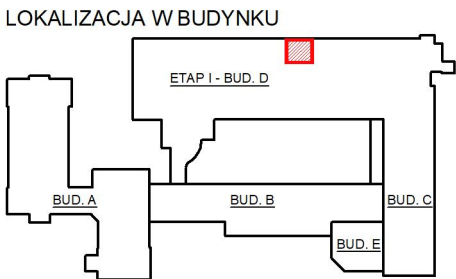 LOKALIZACJA W BUDYNKU
ETAP I - BUD. D
BUD. A
BUD. B
BUD. C
BUD. E